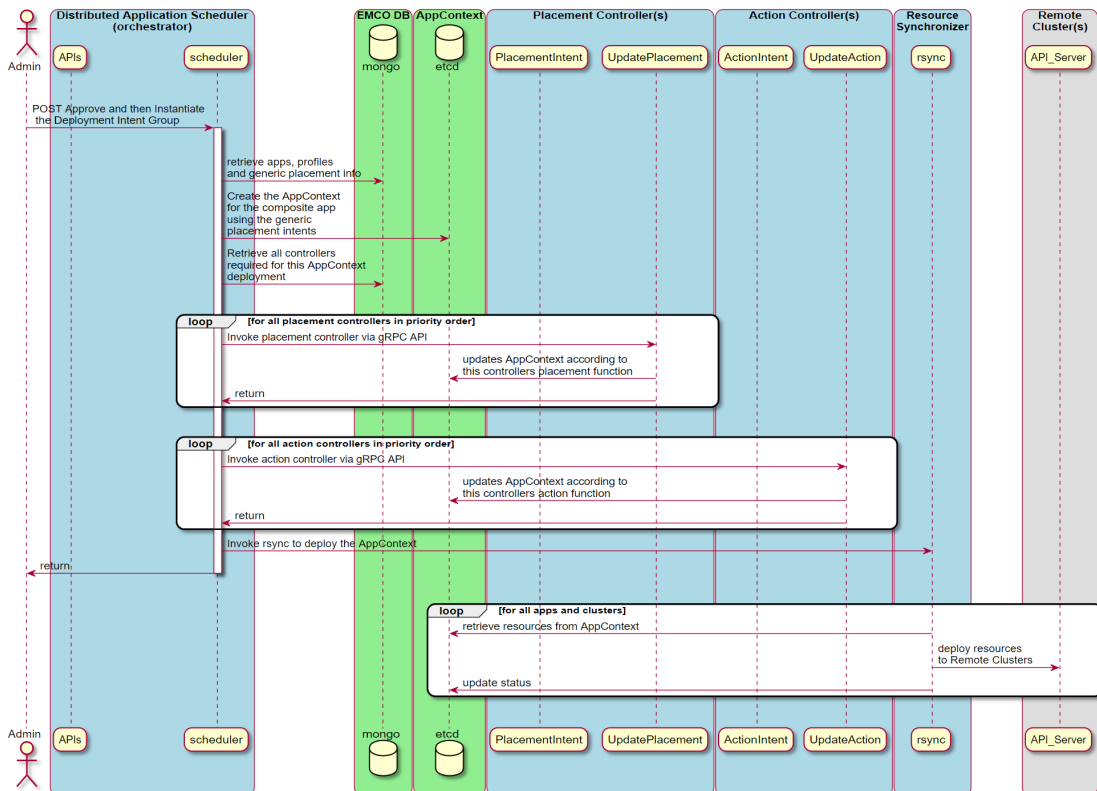 Distributed Application Scheduler
(orchestrator)
EMCO DB
AppContext
Placement Controller(s)
Action Controller(s)
Resource
Synchronizer
Remote
Cluster(s)
Admin
APIs
scheduler
mongo
etcd
PlacementIntent
UpdatePlacement
ActionIntent
UpdateAction
rsync
API_Server
POST Approve and then Instantiate
the Deployment Intent Group
retrieve apps, profiles
and generic placement info
Create the AppContext
for the composite app
using the generic
placement intents
Retrieve all controllers
required for this AppContext
deployment
loop
[for all placement controllers in priority order]
Invoke placement controller via gRPC API
updates AppContext according to
this controllers placement function
return
loop
[for all action controllers in priority order]
Invoke action controller via gRPC API
updates AppContext according to
this controllers action function
return
Invoke rsync to deploy the AppContext
return
loop
[for all apps and clusters]
retrieve resources from AppContext
deploy resources
to Remote Clusters
update status
Admin
APIs
scheduler
mongo
etcd
PlacementIntent
UpdatePlacement
ActionIntent
UpdateAction
rsync
API_Server